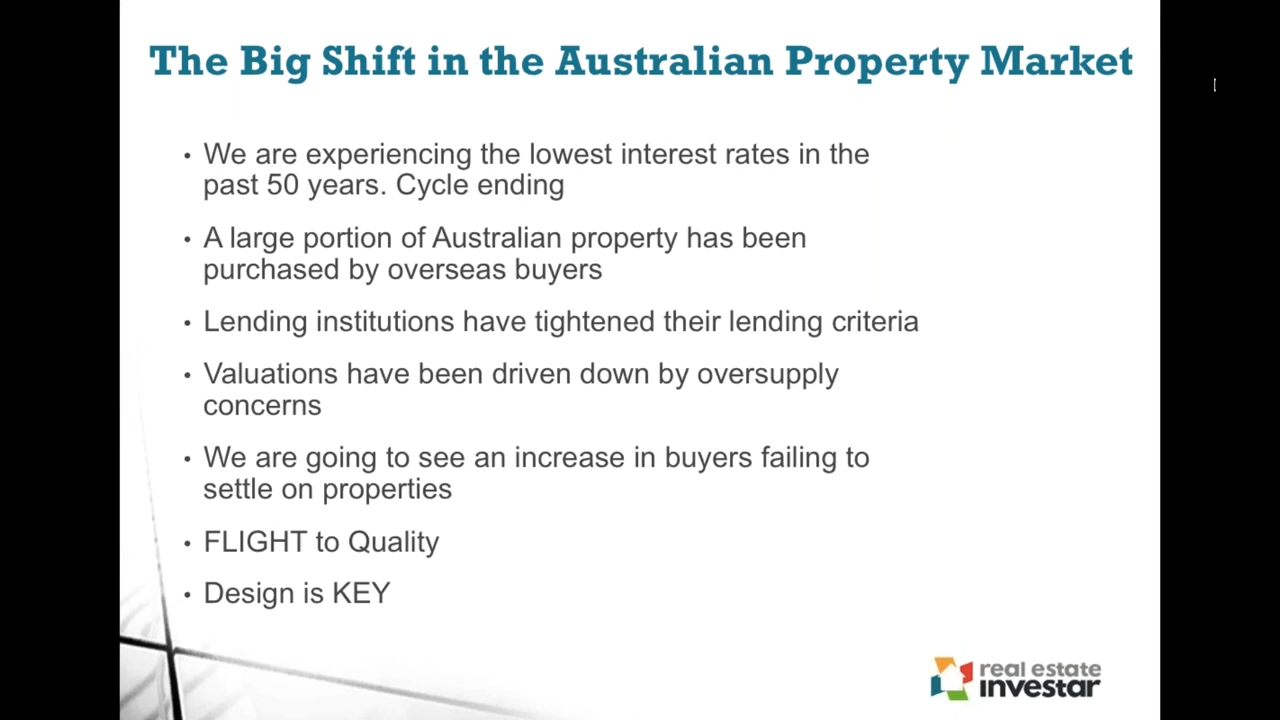 The Big Shift in the Australian Property Market
• We are experiencing the lowest interest rates in the
past 50 years. Cycle ending
• A large portion of Australian property has been
purchased by overseas buyers
• Lending institutions have tightened their lending criteria
• Valuations have been driven down by oversupply
concerns
• We are going to see an increase in buyers failing to
settle on properties
• FLIGHT to Quality
• Design is KEY
real estate
investar